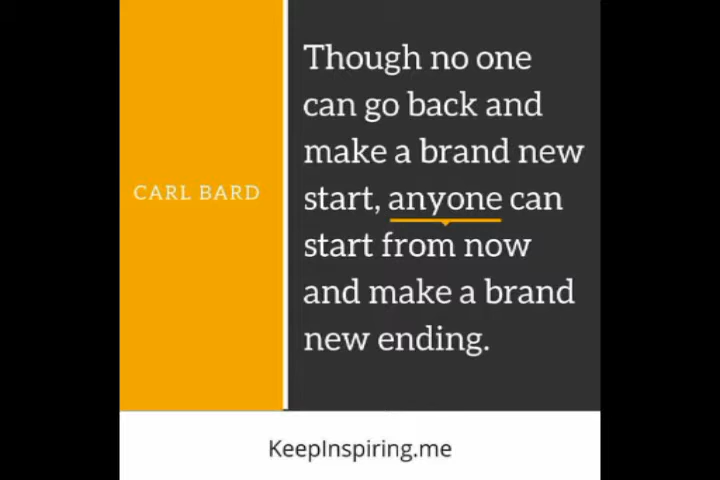 CARL BARD
Though no one
can go back and
make a brand new
start, anyone can
start from now
and make a brand
new ending.
KeepInspiring.me